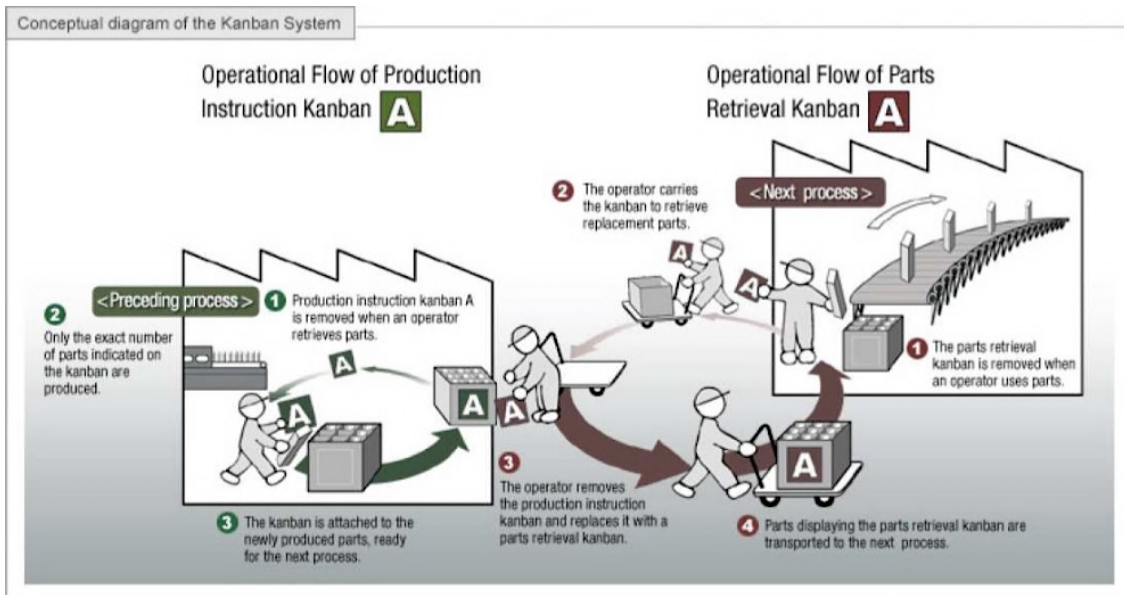 Conceptual diagram of the Kanban System
Operational Flow of Production
Instruction Kanban A
Operational Flow of Parts
Retrieval Kanban A
<Preceding process>
1 Production instruction kanban A
is removed when an operator
retrieves parts.
2
Only the exact number
of parts indicated on
the kanban are
produced.
A
A
A
A
3 The kanban is attached to the
newly produced parts, ready
for the next process.
<Next process>
1 The parts retrieval
kanban is removed when
an operator uses parts.
A
2 The operator carries
the kanban to retrieve
replacement parts.
A
3
The operator removes
the production instruction
kanban and replaces it with a
parts retrieval kanban.
A
4 Parts displaying the parts retrieval kanban are
transported to the next process.